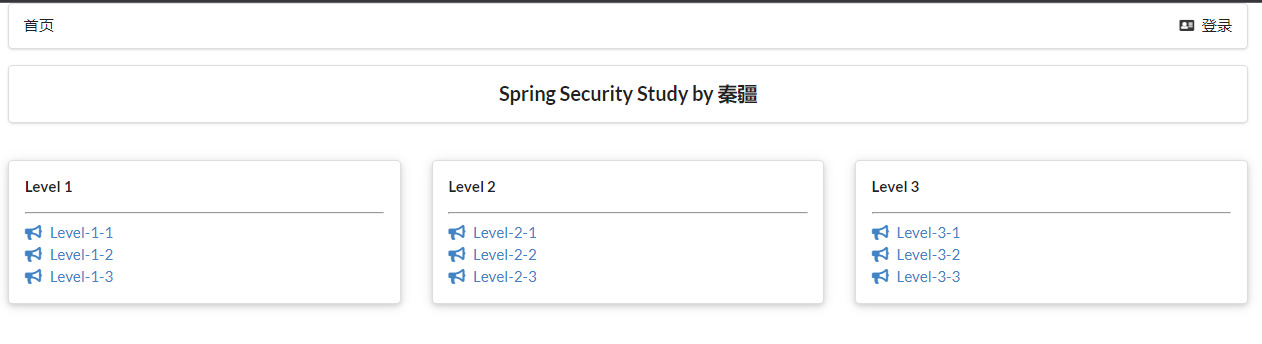 首页
登录
Spring Security Study by 秦疆
Level 1
Level-1-1
Level-1-2
Level-1-3
Level 2
Level-2-1
Level-2-2
Level-2-3
Level 3
Level-3-1
Level-3-2
Level-3-3